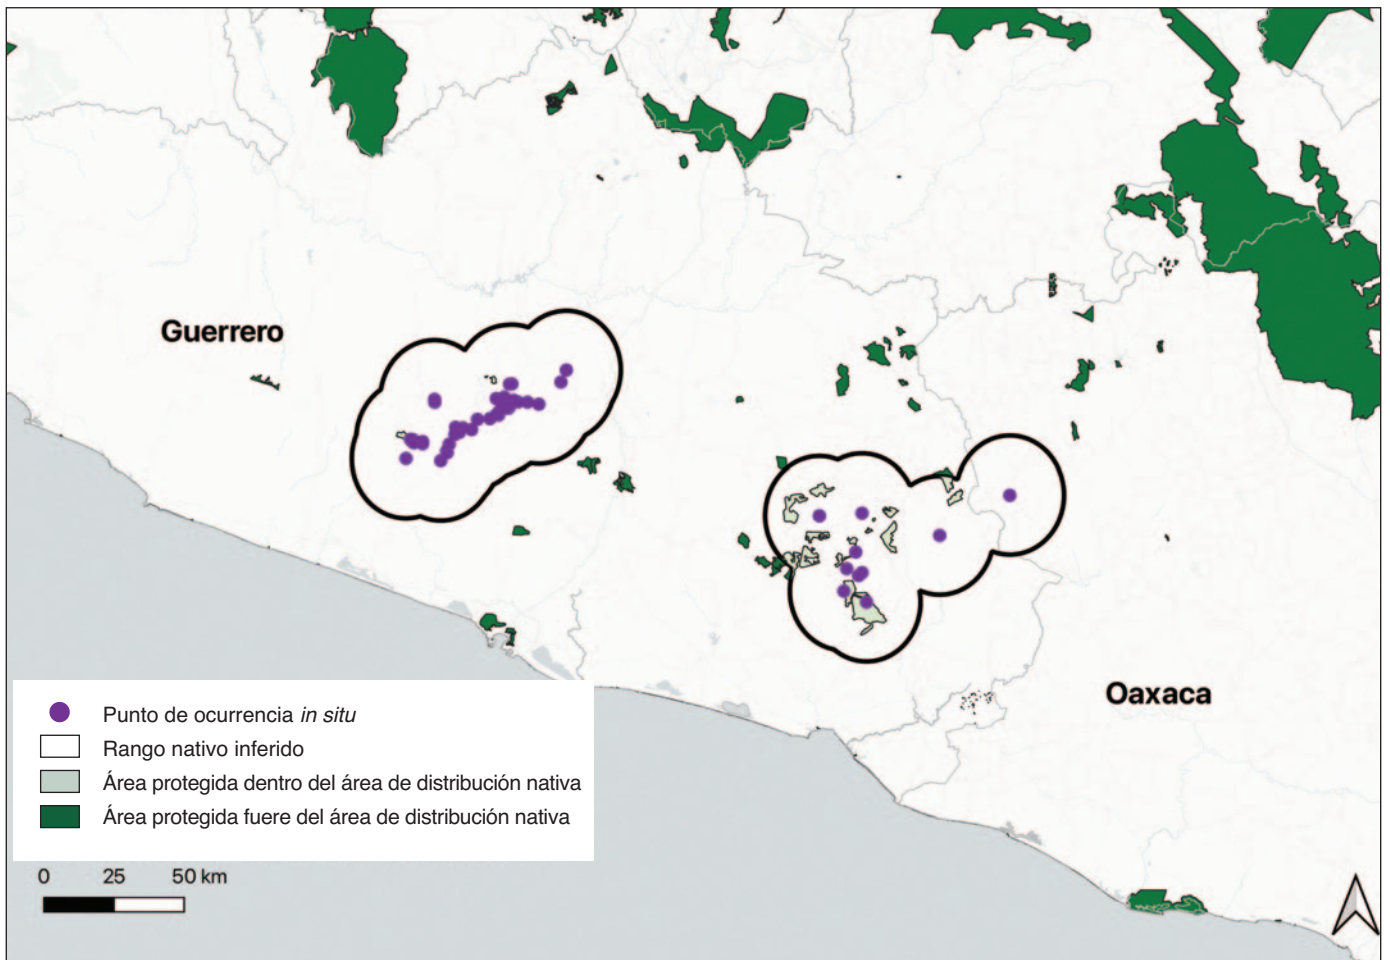 Guerrero
Oaxaca
Punto de ocurrencia in situ
Rango nativo inferido
Área protegida dentro del área de distribución nativa
Área protegida fuere del área de distribución nativa
0 25 50 km